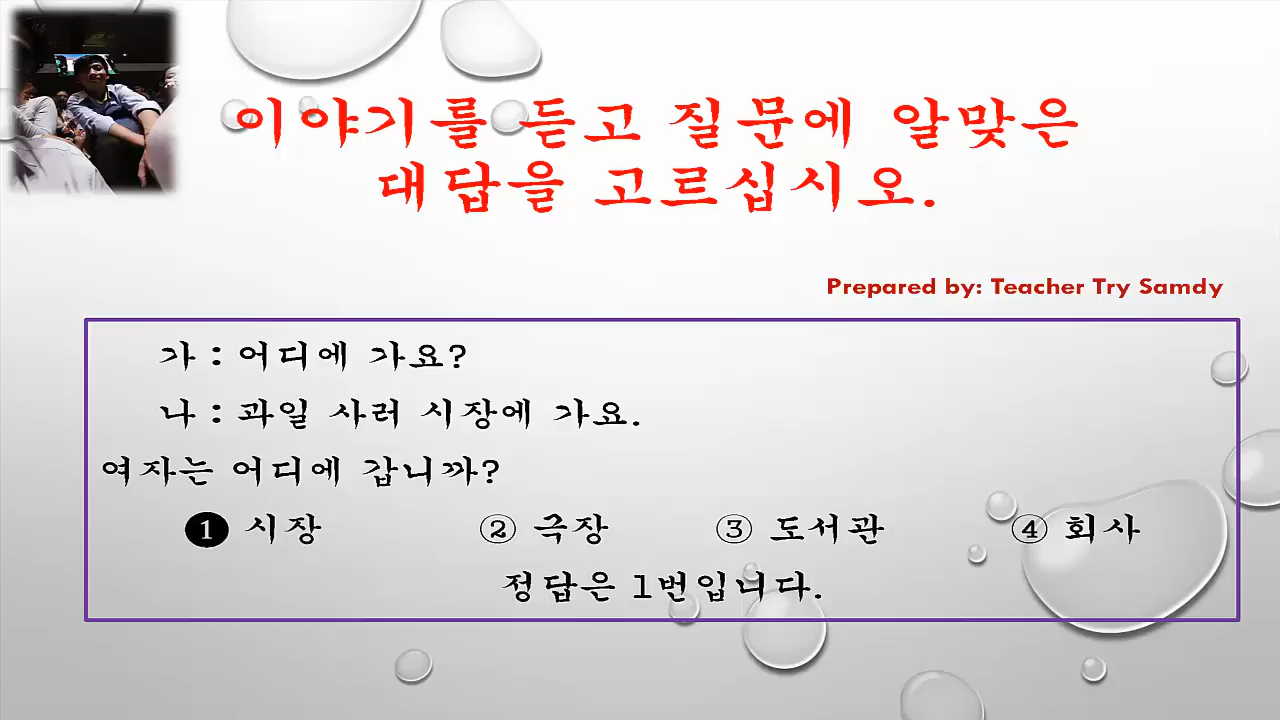 이야기를 듣고 질문에 알맞은
대답을 고르십시오.
Prepared by: Teacher Try Samdy
가 : 어디에 가요?
나 : 과일 사러 시장에 가요.
여자는 어디에 갑니까?
❶ 시장 ② 극장 ③ 도서관 ④ 회사
정답은 1번입니다.